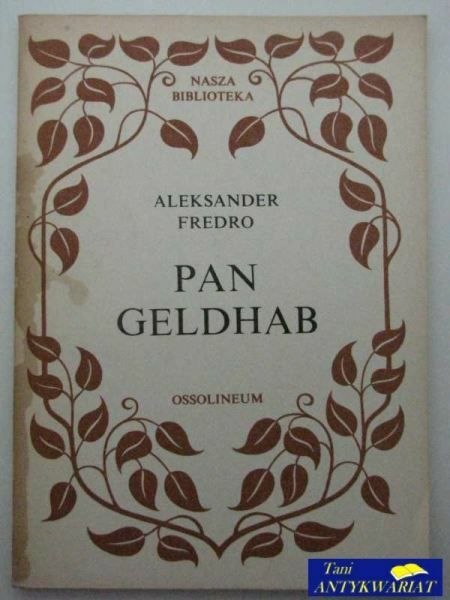 NASZA
BIBLIOTEKA
ALEKSANDER
FREDRO
PAN
GELDHAB
OSSOLINEUM
Tani
ANTYKWARIAT